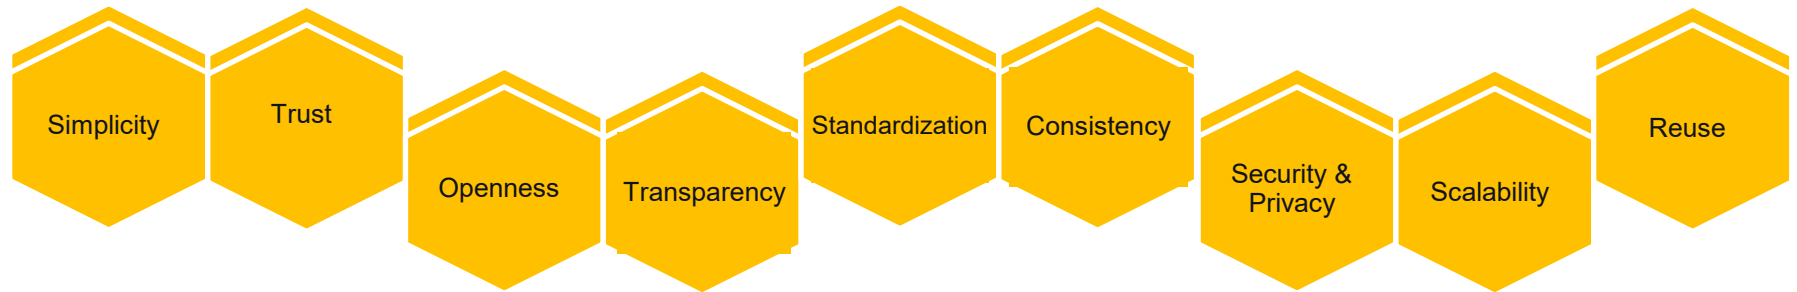 Simplicity
Trust
Openness
Transparency
Standardization
Consistency
Security &
Privacy
Scalability
Reuse